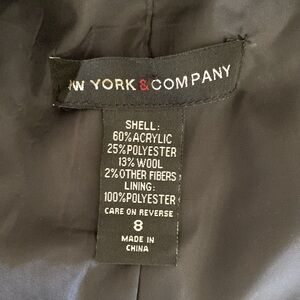 W YORK & COMPANY
SHELL:
60%ACRYLIC
25%POLYESTER
13%WOOL
2%OTHER FIBERS
LINING:
100%POLYESTER
CARE ON REVERSE
8
MADE IN
CHINA